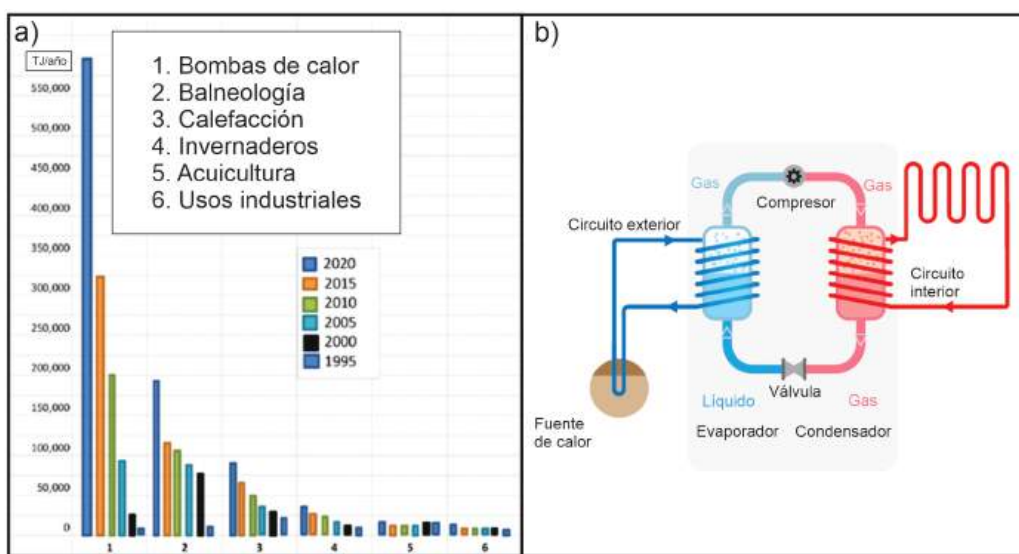 a)
TJ/año
550,000
500,000
450,000
400,000
350,000
300,000
250,000
200,000
150,000
100,000
50,000
0
1. Bombas de calor
2. Balneología
3. Calefacción
4. Invernaderos
5. Acuicultura
6. Usos industriales
2020
2015
2010
2005
2000
1995
1 2 3 4 5 6
b)
Gas
Gas
Compresor
Circuito exterior
Circuito
interior
Válvula
Líquido
Gas
Fuente
de calor
Evaporador
Condensador